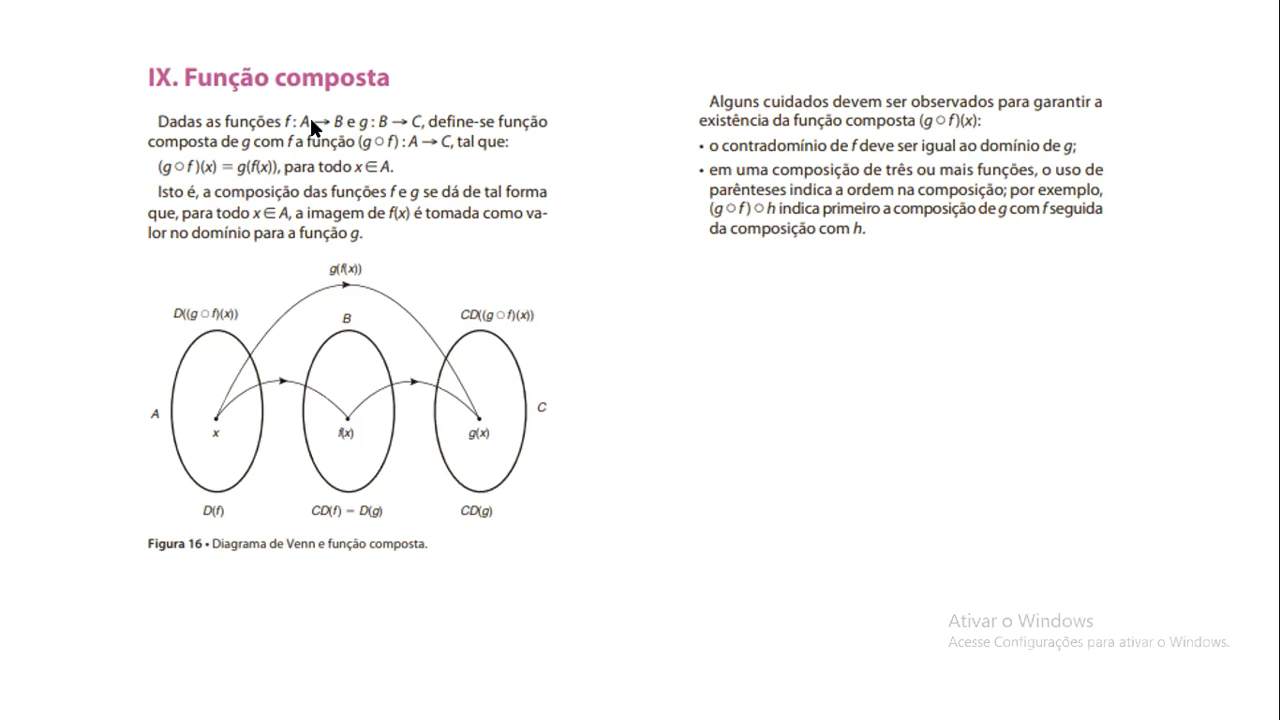 IX. Função composta
Dadas as funções f : A → B e g : B → C, define-se função
composta de g com f a função (g ○ f) : A → C, tal que:
(g ○ f)(x) = g(f(x)), para todo x ∈ A.
Isto é, a composição das funções f e g se dá de tal forma
que, para todo x ∈ A, a imagem de f(x) é tomada como va-
lor no domínio para a função g.
g(f(x))
D((g ○ f)(x))
B
CD((g ○ f)(x))
A
C
x
f(x)
g(x)
D(f)
CD(f) = D(g)
CD(g)
Figura 16 • Diagrama de Venn e função composta.
Alguns cuidados devem ser observados para garantir a
existência da função composta (g ○ f)(x):
• o contradomínio de f deve ser igual ao domínio de g;
• em uma composição de três ou mais funções, o uso de
parênteses indica a ordem na composição; por exemplo,
(g ○ f) ○ h indica primeiro a composição de g com f seguida
da composição com h.
Ativar o Windows
Acesse Configurações para ativar o Windows.